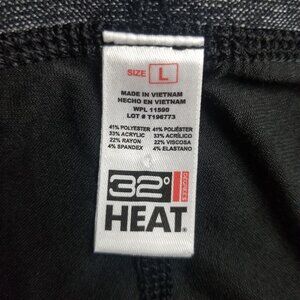 SIZE L
MADE IN VIETNAM
HECHO EN VIETNAM
WPL 11590
LOT # T196773
41% POLYESTER 41% POLIÉSTER
33% ACRYLIC 33% ACRÍLICO
22% RAYON 22% VISCOSA
4% SPANDEX 4% ELASTANO
32°
DEGREES
HEAT®